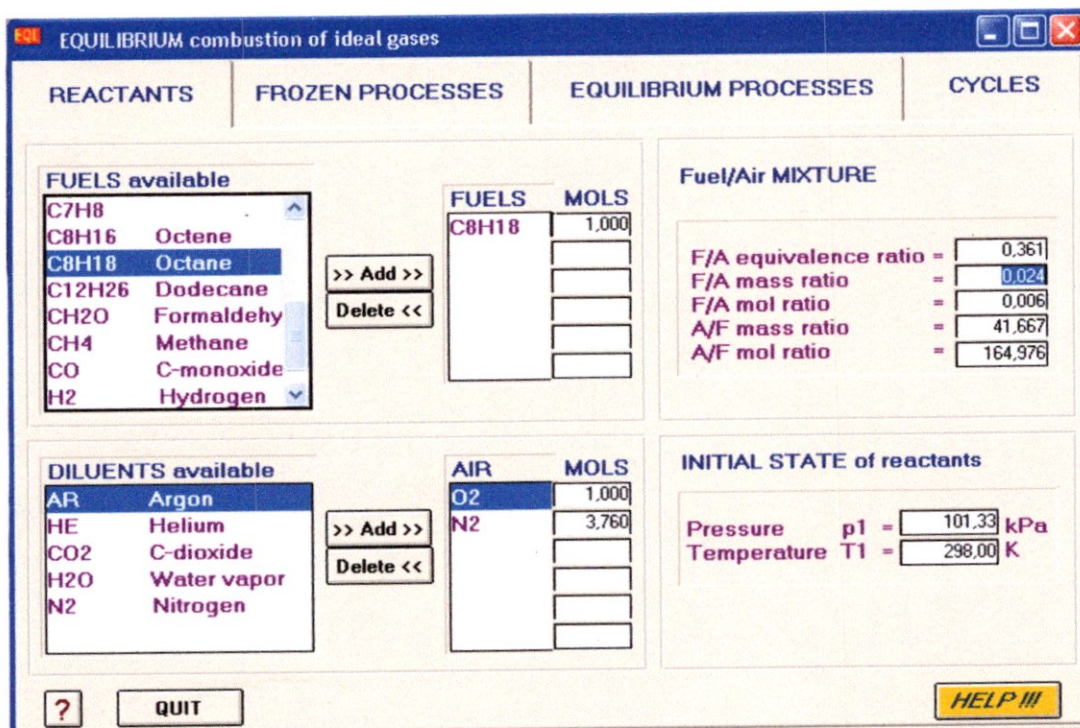 EQL EQUILIBRIUM combustion of ideal gases
REACTANTS FROZEN PROCESSES EQUILIBRIUM PROCESSES CYCLES
FUELS available
C7H8
C8H16 Octene
C8H18 Octane
C12H26 Dodecane
CH2O Formaldehy
CH4 Methane
CO C-monoxide
H2 Hydrogen
>> Add >>
Delete <<
FUELS MOLS
C8H18 1,000
Fuel/Air MIXTURE
F/A equivalence ratio = 0,361
F/A mass ratio = 0,024
F/A mol ratio = 0,006
A/F mass ratio = 41,667
A/F mol ratio = 164,976
DILUENTS available
AR Argon
HE Helium
CO2 C-dioxide
H2O Water vapor
N2 Nitrogen
>> Add >>
Delete <<
AIR MOLS
O2 1,000
N2 3,760
INITIAL STATE of reactants
Pressure p1 = 101,33 kPa
Temperature T1 = 298,00 K
? QUIT HELP !!!